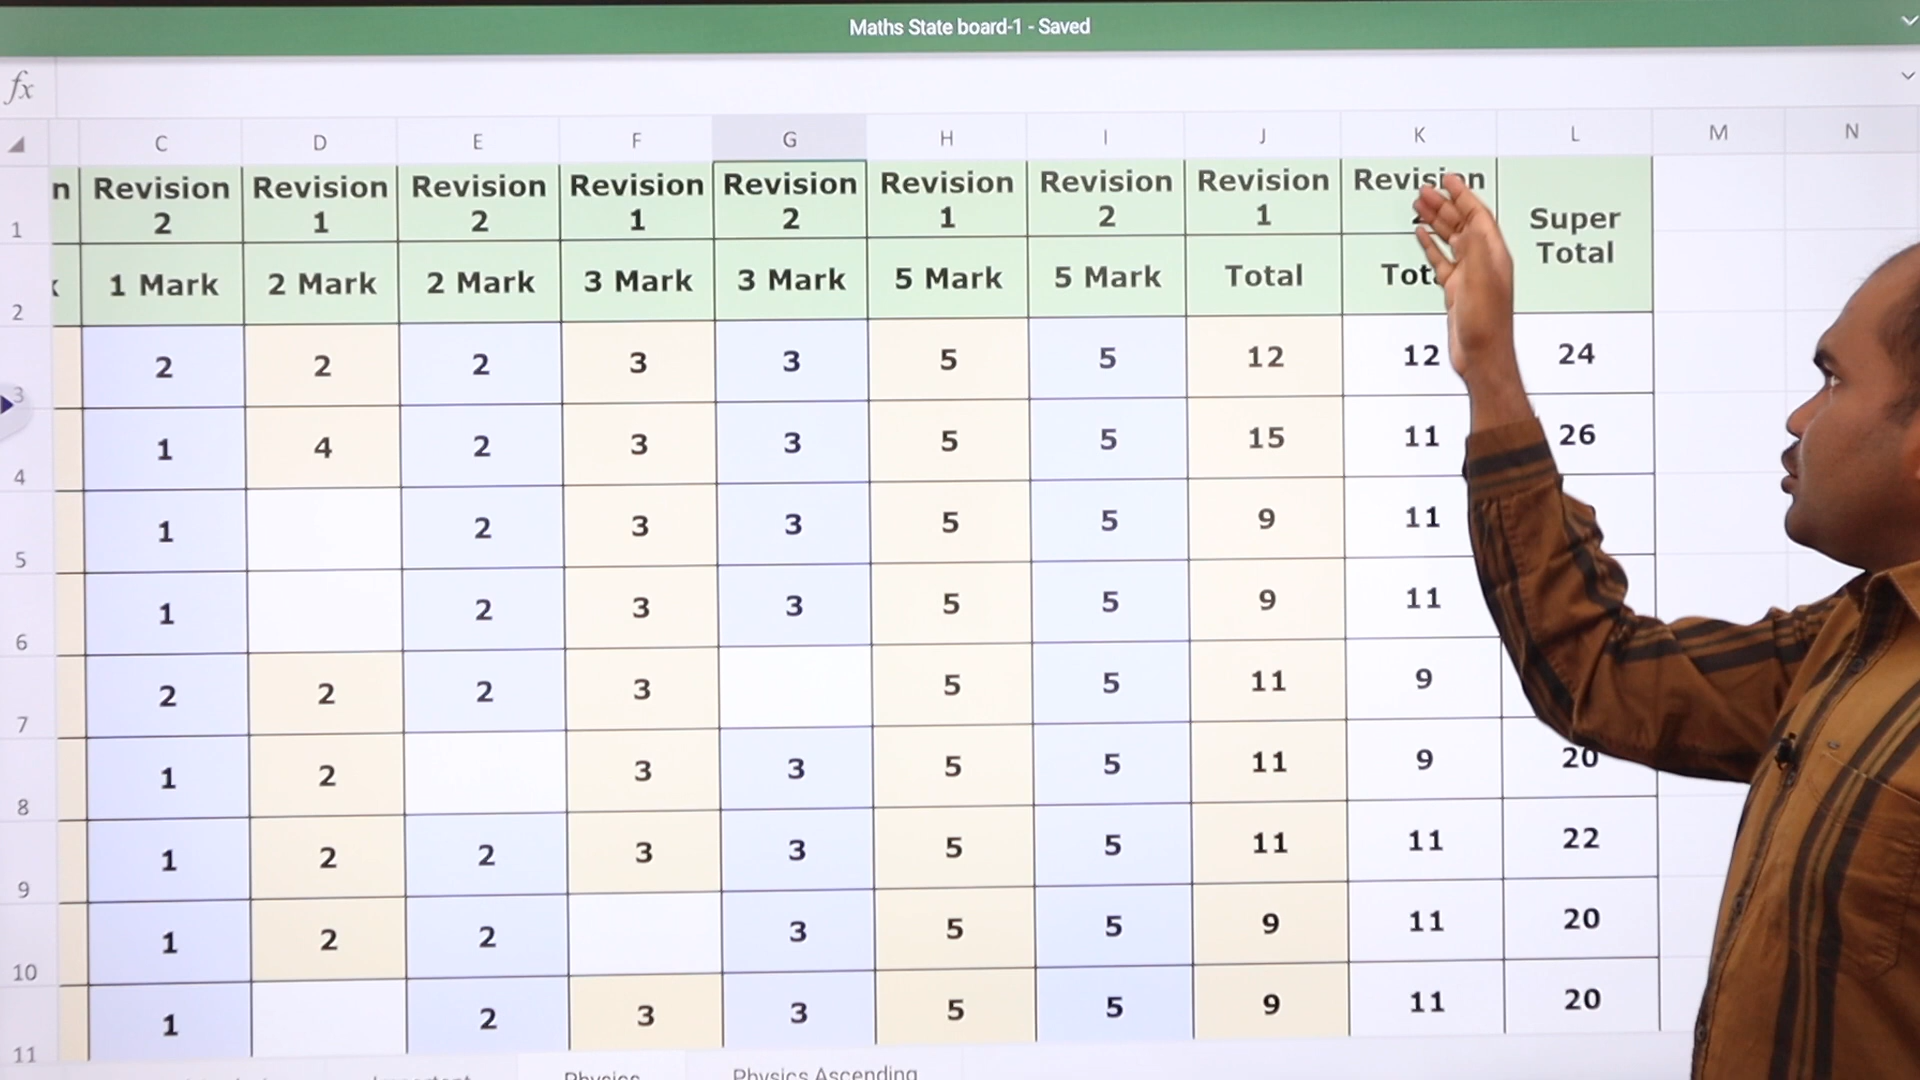 Maths State board-1 - Saved
fx
C D E F G H I J K L M N
n Revision 2 Revision 1 Revision 2 Revision 1 Revision 2 Revision 1 Revision 2 Revision 1 Revision Super Total
1
1 Mark 2 Mark 2 Mark 3 Mark 3 Mark 5 Mark 5 Mark Total
2
3 2 2 2 3 3 5 5 12 12 24
4 1 4 2 3 3 5 5 15 11 26
5 1 2 3 3 5 5 9 11
6 1 2 3 3 5 5 9 11
7 2 2 2 3 5 5 11 9
8 1 2 3 3 5 5 11 9 20
9 1 2 2 3 3 5 5 11 11 22
10 1 2 2 3 5 5 9 11 20
11 1 2 3 3 5 5 9 11 20
Physics Physics Ascending